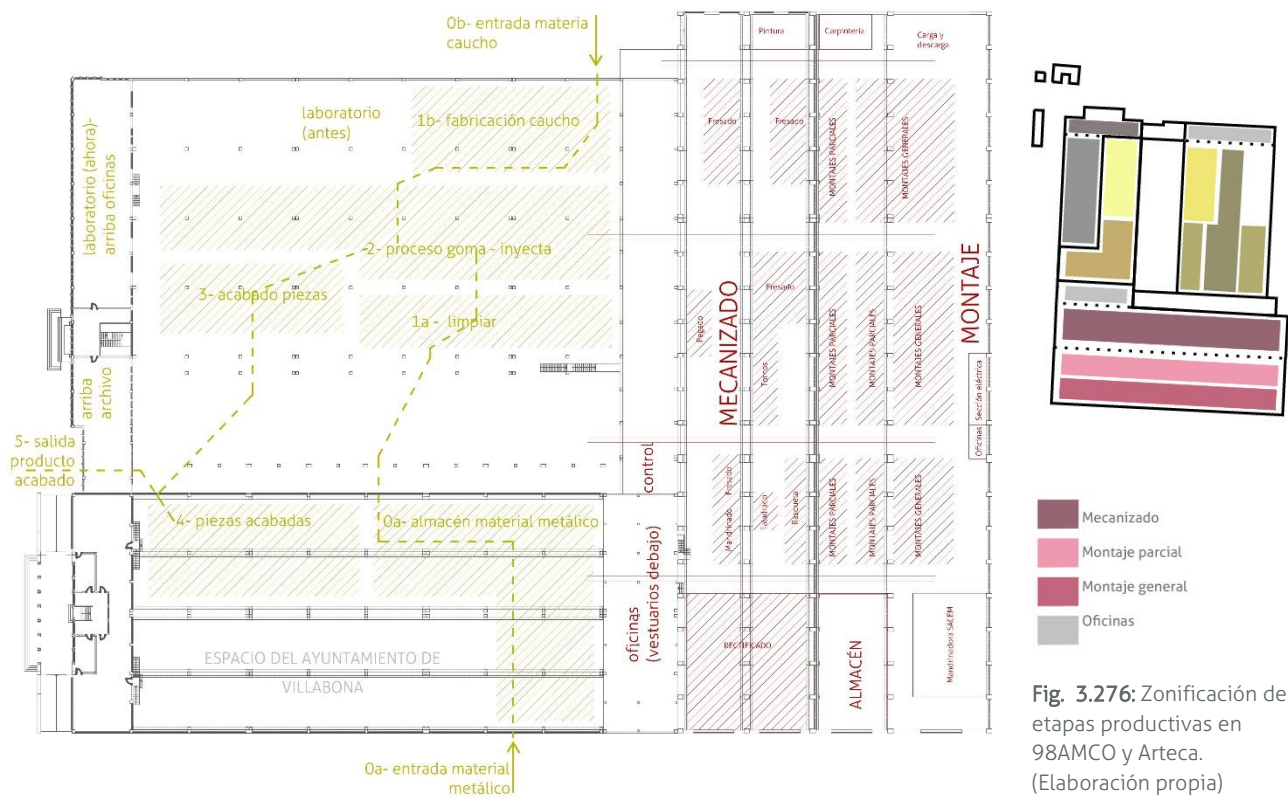 0b- entrada materia
caucho
laboratorio
(antes)
1b- fabricación caucho
laboratorio (ahora)-
arriba oficinas
2- proceso goma - inyecta
3- acabado piezas
1a - limpiar
arriba
archivo
5- salida
producto
acabado
4- piezas acabadas
0a- almacén material metálico
ESPACIO DEL AYUNTAMIENTO DE
VILLABONA
0a- entrada material
metálico
control
oficinas
(vestuarios debajo)
Pintura
Carpintería
Carga y
descarga
Fresado
Fresado
MONTAJES PARCIALES
MONTAJES GENERALES
MECANIZADO
MONTAJE
Pegado
Fresado
Tornos
MONTAJES PARCIALES
MONTAJES PARCIALES
MONTAJES GENERALES
Sección eléctrica
Oficinas
Mandrinado
Fresado
Taladrico
Rascueta
MONTAJES PARCIALES
MONTAJES PARCIALES
MONTAJES GENERALES
RECTIFICADO
ALMACÉN
Mandrinadora SACEM
Mecanizado
Montaje parcial
Montaje general
Oficinas
Fig. 3.276: Zonificación de
etapas productivas en
98AMCO y Arteca.
(Elaboración propia)